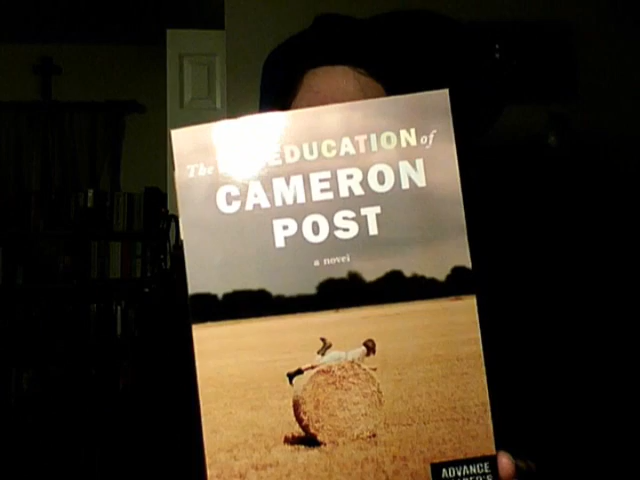 The EDUCATION of
CAMERON
POST
a novel
ADVANCE